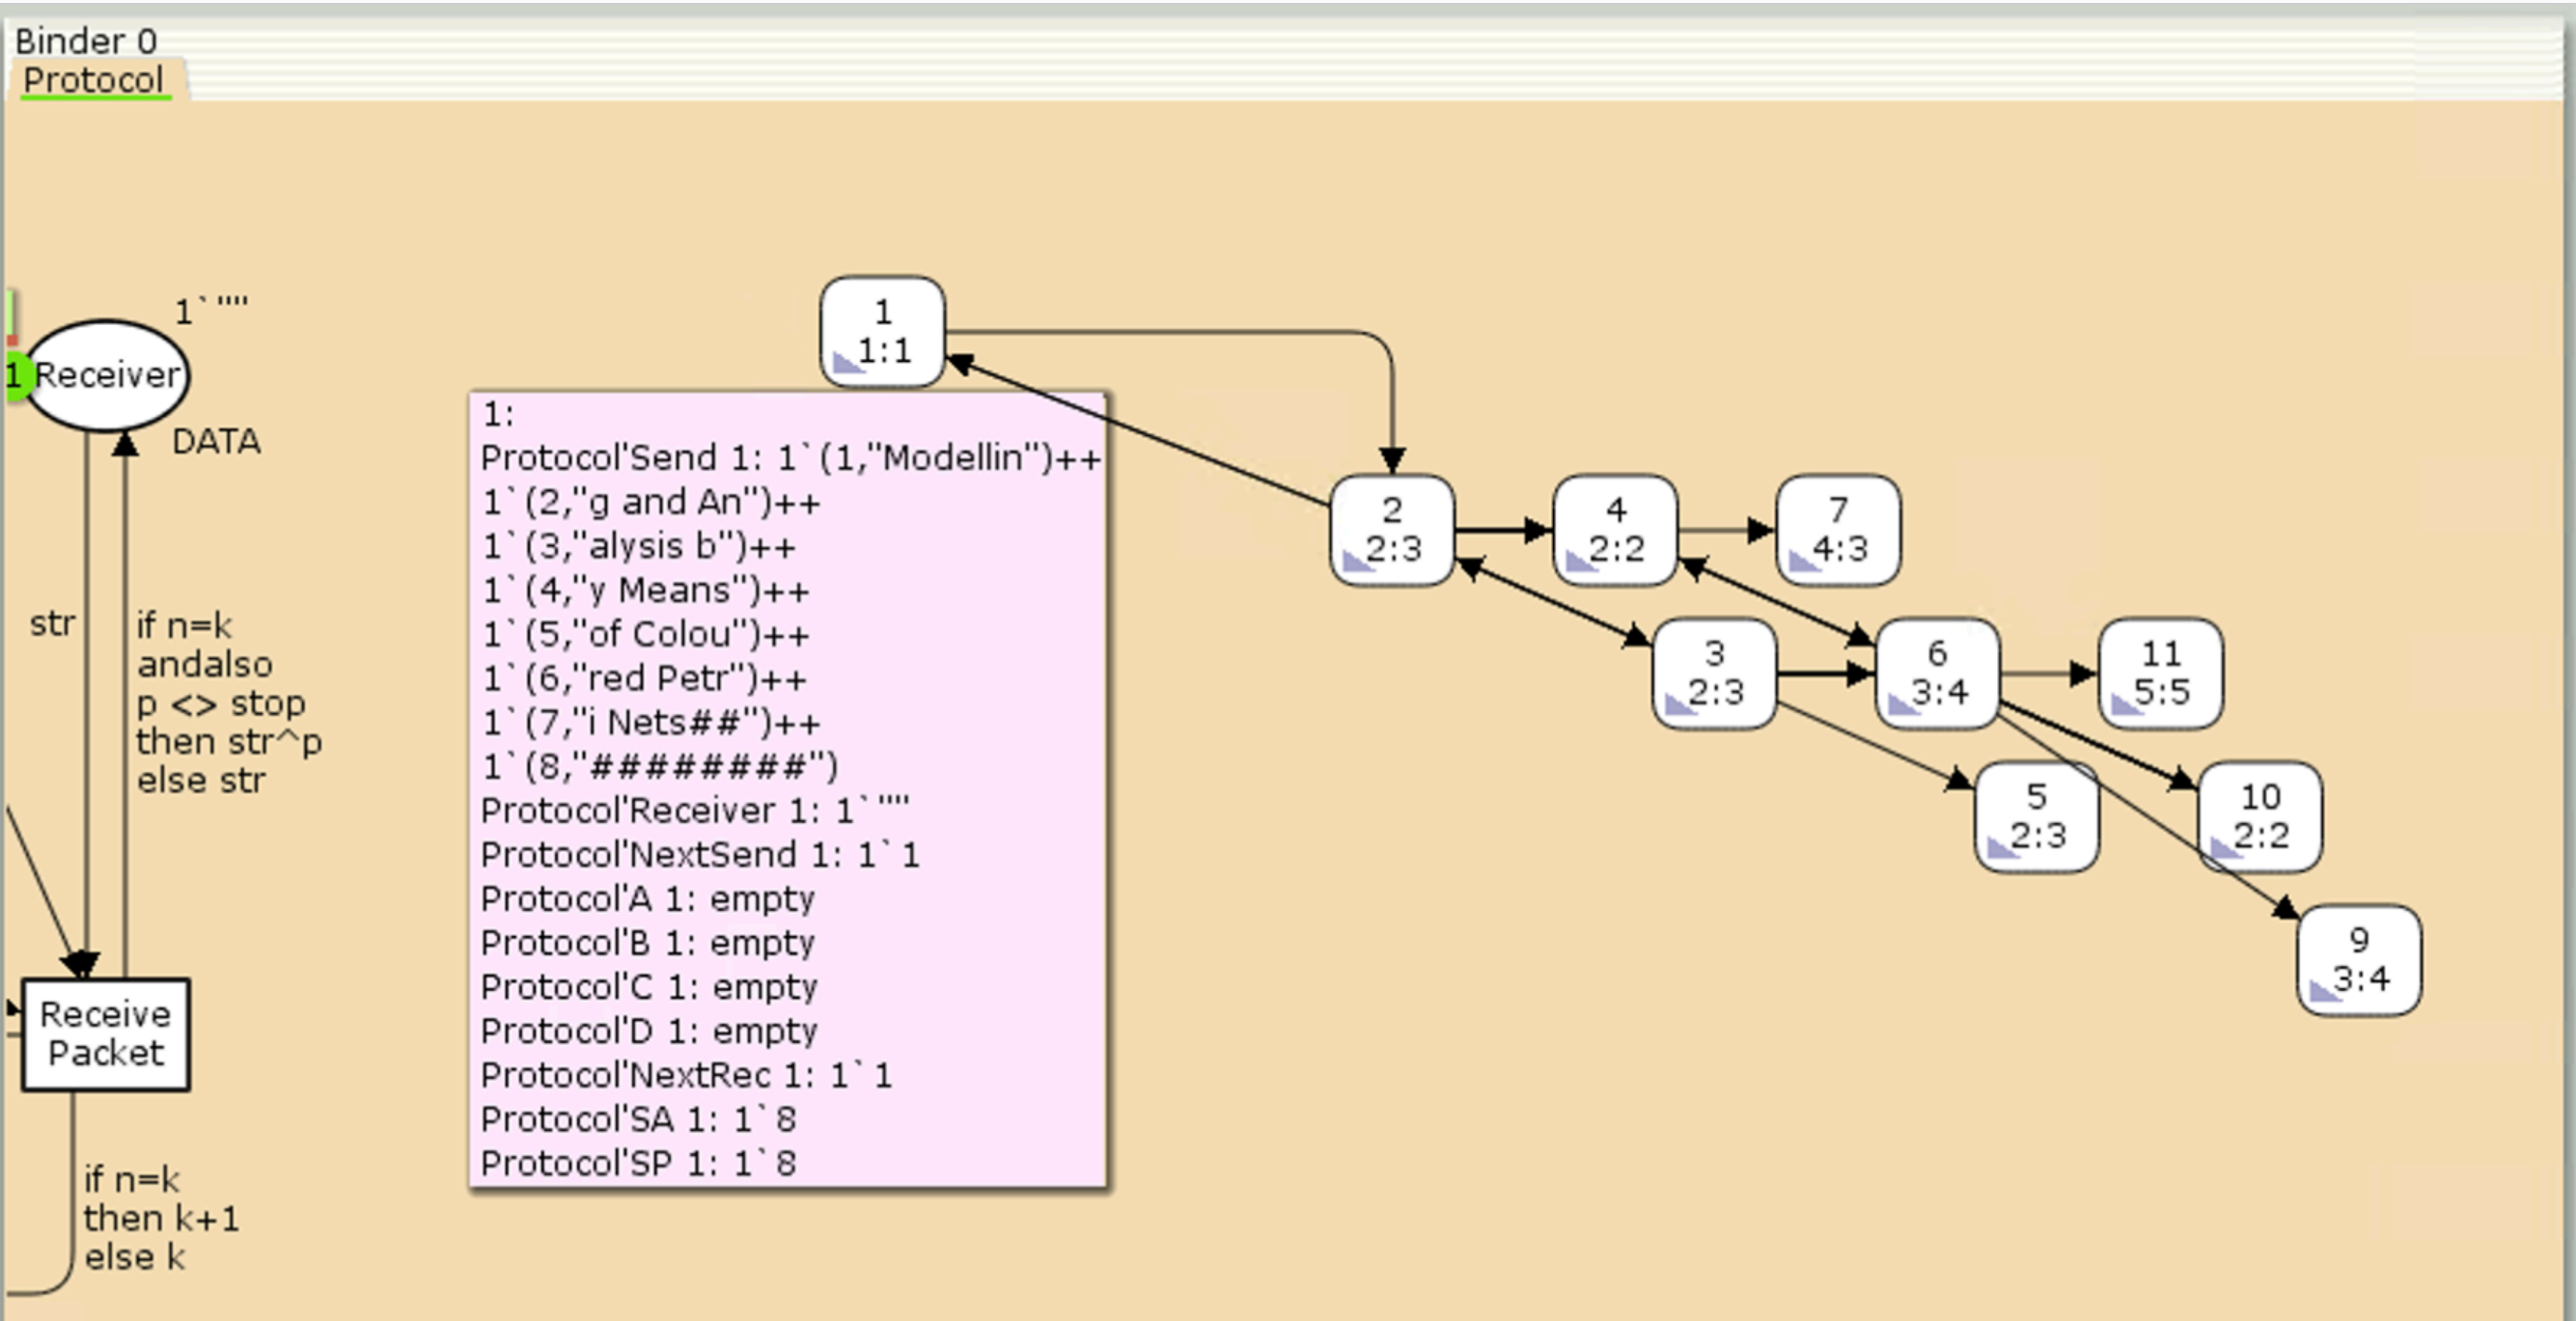 Binder 0
Protocol
1`""
1
Receiver
DATA
str
if n=k
andalso
p <> stop
then str^p
else str
Receive
Packet
if n=k
then k+1
else k
1:
Protocol'Send 1: 1`(1,"Modellin")++
1`(2,"g and An")++
1`(3,"alysis b")++
1`(4,"y Means")++
1`(5,"of Colou")++
1`(6,"red Petr")++
1`(7,"i Nets##")++
1`(8,"########")
Protocol'Receiver 1: 1`""
Protocol'NextSend 1: 1`1
Protocol'A 1: empty
Protocol'B 1: empty
Protocol'C 1: empty
Protocol'D 1: empty
Protocol'NextRec 1: 1`1
Protocol'SA 1: 1`8
Protocol'SP 1: 1`8
1
1:1
2
2:3
4
2:2
7
4:3
3
2:3
6
3:4
11
5:5
5
2:3
10
2:2
9
3:4